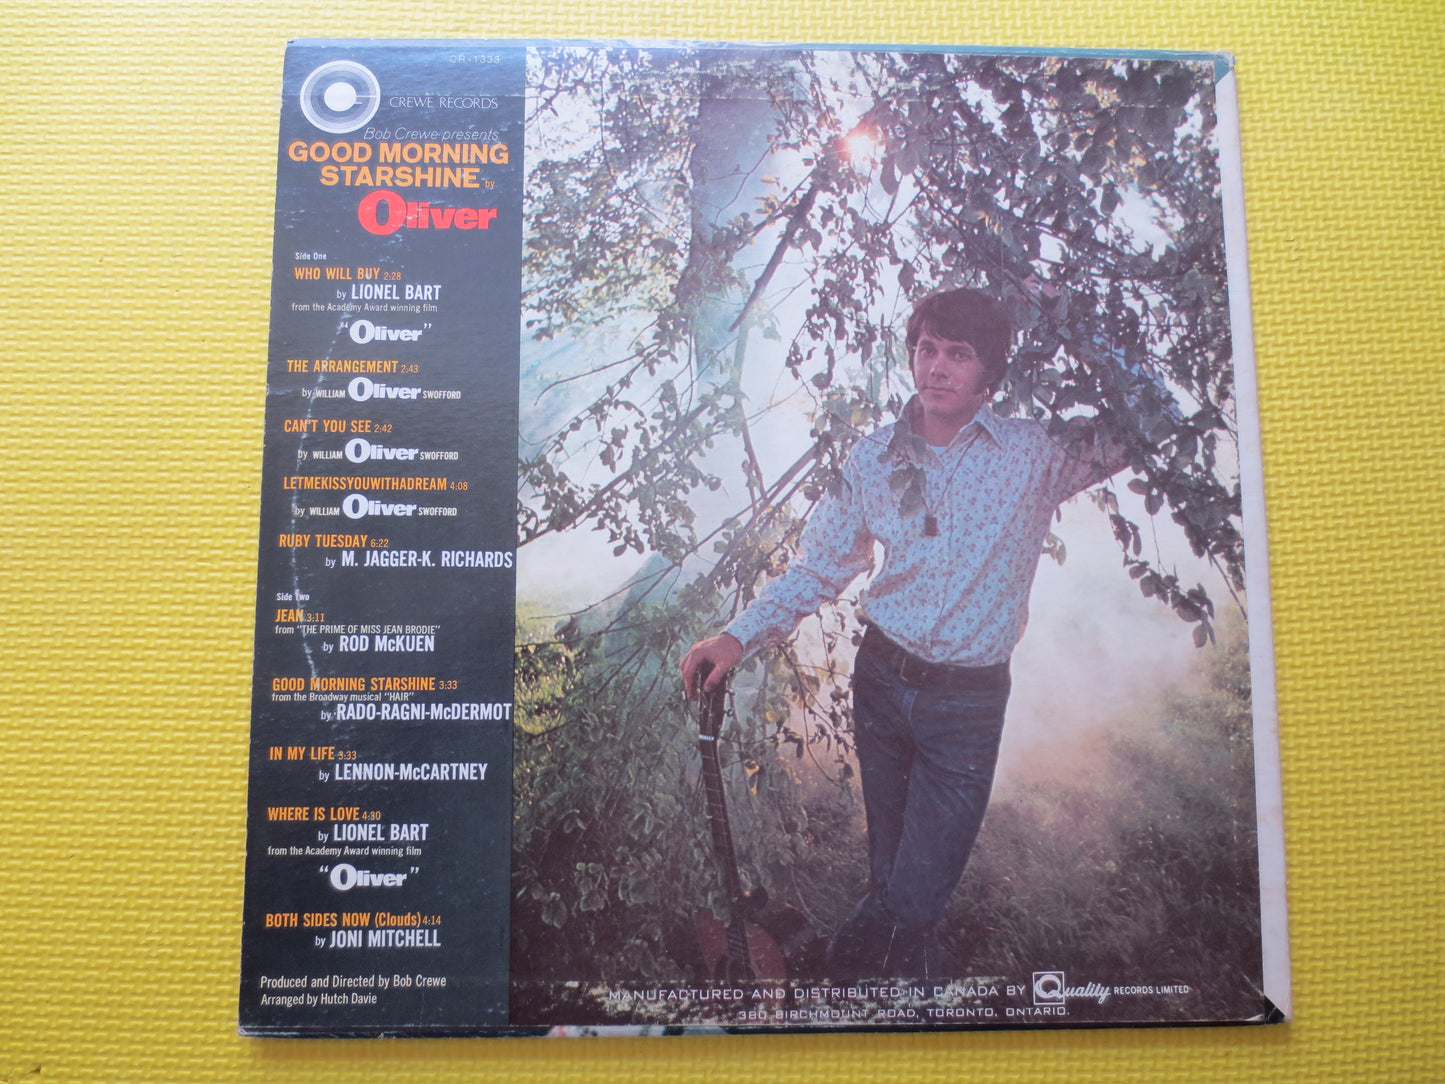 CR-1333
CREWE RECORDS
Bob Crewe presents
GOOD MORNING
STARSHINE by
Oliver
Side One
WHO WILL BUY 2:28
by LIONEL BART
from the Academy Award winning film
"Oliver"
THE ARRANGEMENT 2:43
by WILLIAM Oliver SWOFFORD
CAN'T YOU SEE 2:42
by WILLIAM Oliver SWOFFORD
LETMEKISSYOUWITHADREAM 4:08
by WILLIAM Oliver SWOFFORD
RUBY TUESDAY 6:22
by M. JAGGER-K. RICHARDS
Side Two
JEAN 3:11
from "THE PRIME OF MISS JEAN BRODIE"
by ROD McKUEN
GOOD MORNING STARSHINE 3:33
from the Broadway musical "HAIR"
by RADO-RAGNI-McDERMOT
IN MY LIFE 3:33
by LENNON-McCARTNEY
WHERE IS LOVE 4:30
by LIONEL BART
from the Academy Award winning film
"Oliver"
BOTH SIDES NOW (Clouds) 4:14
by JONI MITCHELL
Produced and Directed by Bob Crewe
Arranged by Hutch Davie
MANUFACTURED AND DISTRIBUTED IN CANADA BY Quality RECORDS LIMITED
380 BIRCHMOUNT ROAD, TORONTO, ONTARIO.